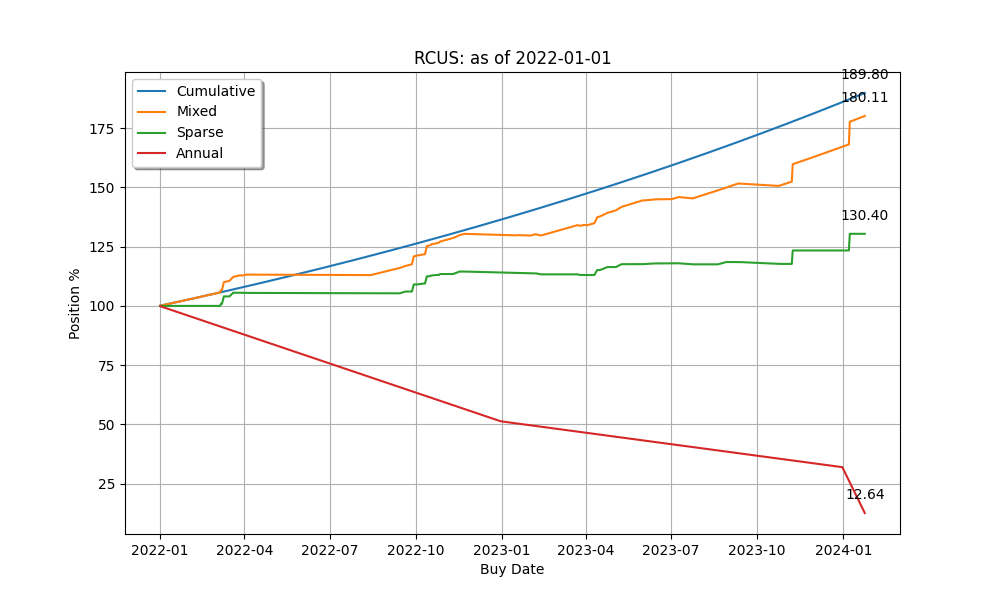 RCUS: as of 2022-01-01
189.80
180.11
130.40
12.64
Cumulative
Mixed
Sparse
Annual
175
150
125
100
75
50
25
Position %
2022-01 2022-04 2022-07 2022-10 2023-01 2023-04 2023-07 2023-10 2024-01
Buy Date